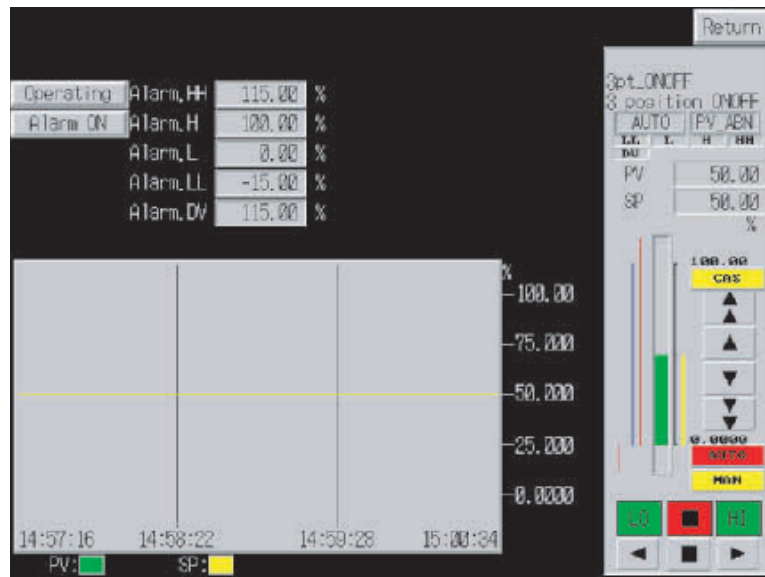 Return
Operating Alarm,HH 115.00 %
Alarm ON Alarm,H 100.00 %
Alarm,L 0.00 %
Alarm,LL -15.00 %
Alarm,DV 115.00 %
%
100.00
75.000
50.000
25.000
0.0000
14:57:16 14:58:22 14:59:28 15:00:34
PV: SP:
3pt_ONOFF
3 position ONOFF
AUTO PV ABN
LL L H HH
DV
PV 50.00
SP 50.00
%
100.00
CAS
0.0000
AUTO
MAN
LO HI